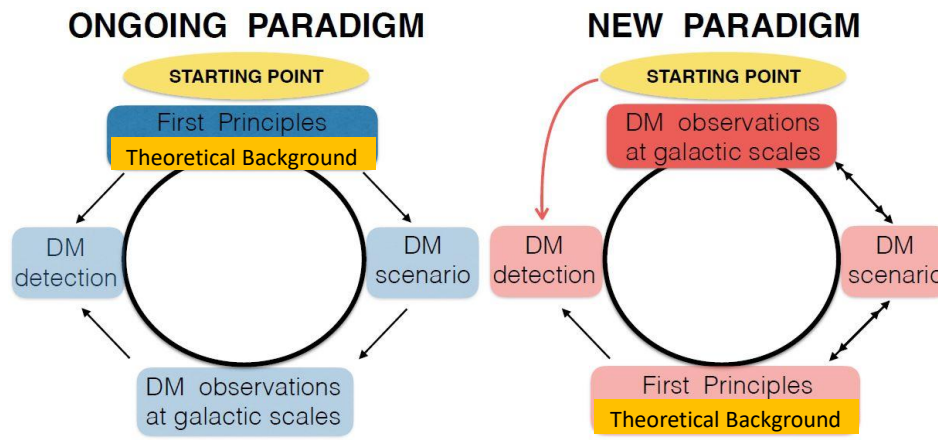 ONGOING PARADIGM
STARTING POINT
First Principles
Theoretical Background
DM
detection
DM
scenario
DM observations
at galactic scales
NEW PARADIGM
STARTING POINT
DM observations
at galactic scales
DM
detection
DM
scenario
First Principles
Theoretical Background